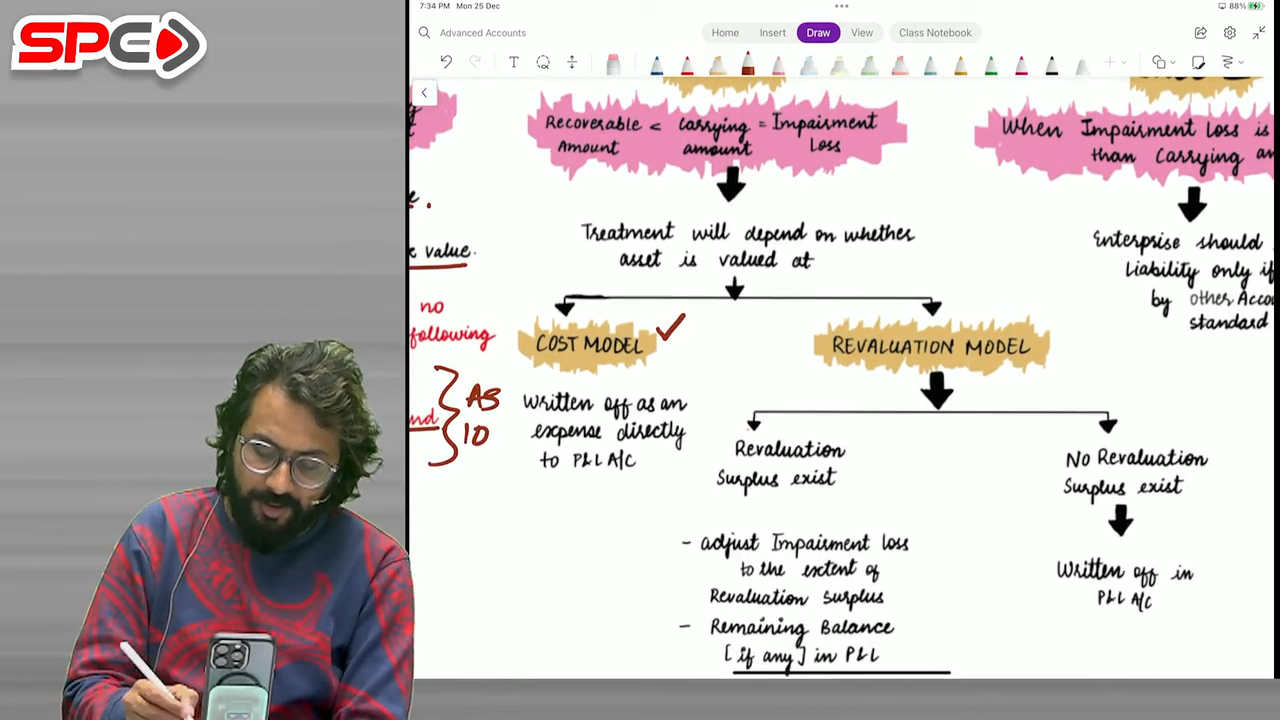 SPC
7:34 PM Mon 25 Dec
88%
Advanced Accounts
Home Insert Draw View Class Notebook
Recoverable < Carrying = Impairment
Amount amount Loss
When Impairment Loss is
than Carrying
Treatment will depend on whether
asset is valued at
value.
no
following
AS
10
COST MODEL
REVALUATION MODEL
Enterprise should
Liability only if
by other
standard
Written off as an
expense directly
to P&L A/C
Revaluation
Surplus exist
No Revaluation
Surplus exist
- adjust Impairment loss
to the extent of
Revaluation Surplus
- Remaining Balance
[if any] in P&L
Written off in
P&L A/C